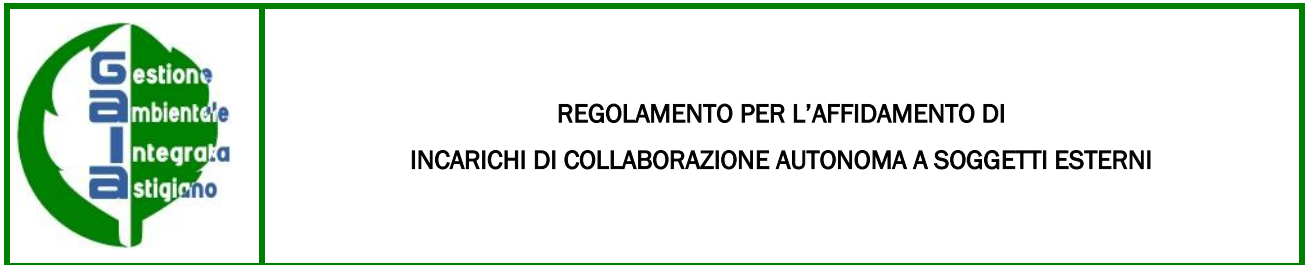 Gestione
Ambientale
Integrata
Astigiano
REGOLAMENTO PER L'AFFIDAMENTO DI
INCARICHI DI COLLABORAZIONE AUTONOMA A SOGGETTI ESTERNI